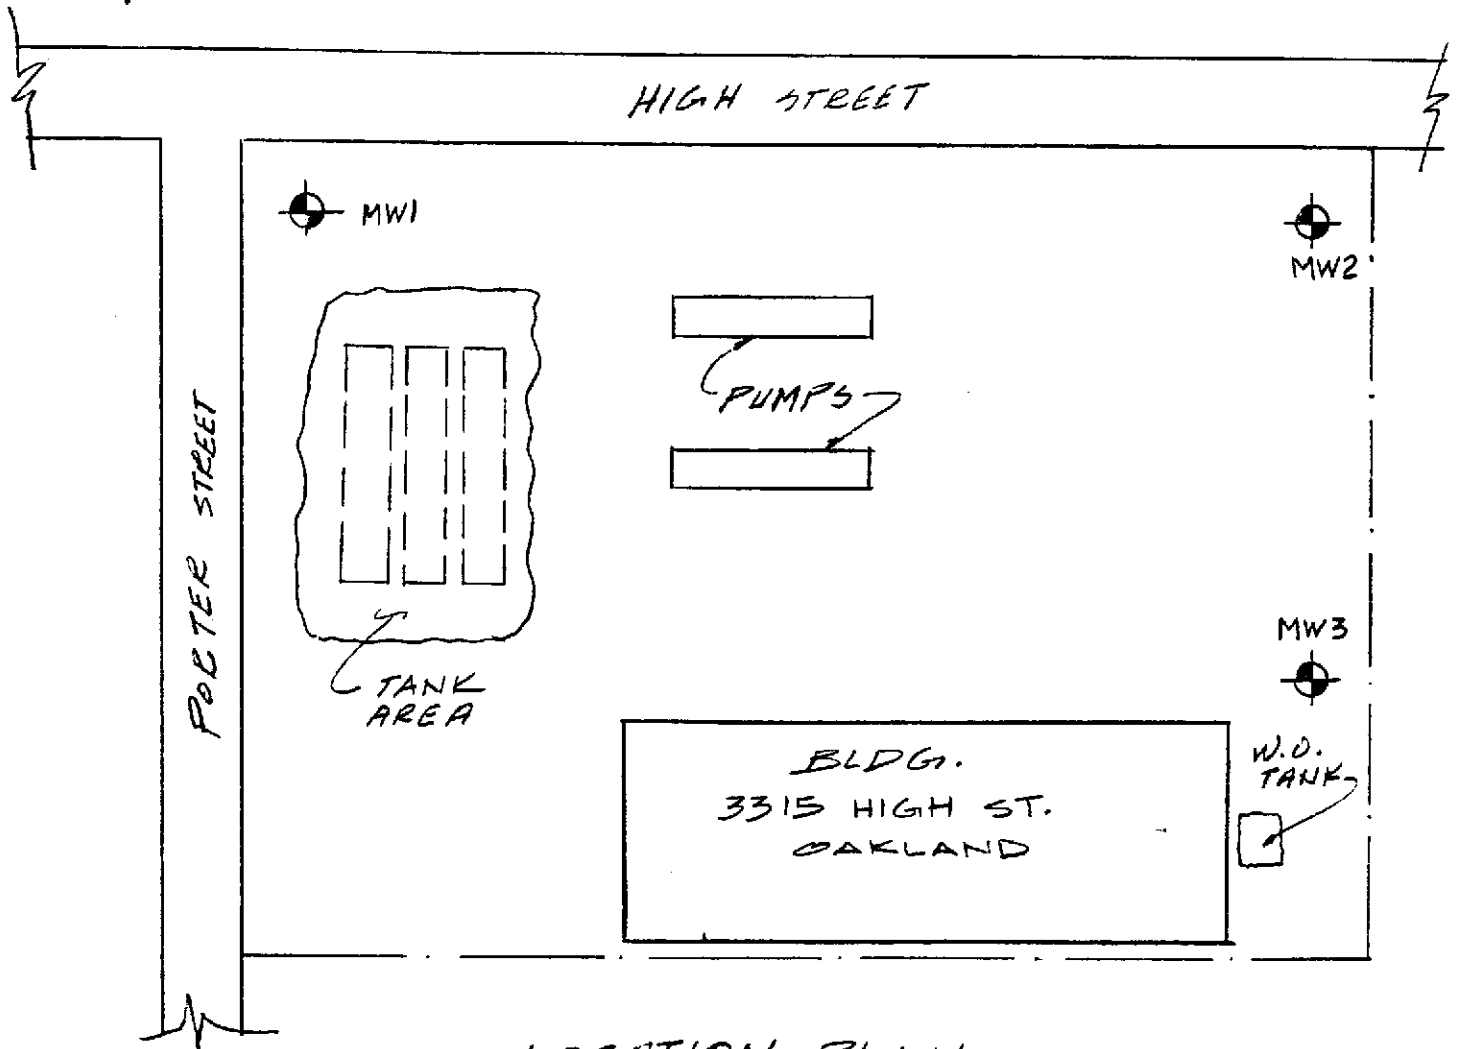 HIGH STREET
MW1
MW2
PUMPS
PORTER STREET
MW3
TANK
AREA
W.O.
TANK
BLDG.
3315 HIGH ST.
OAKLAND